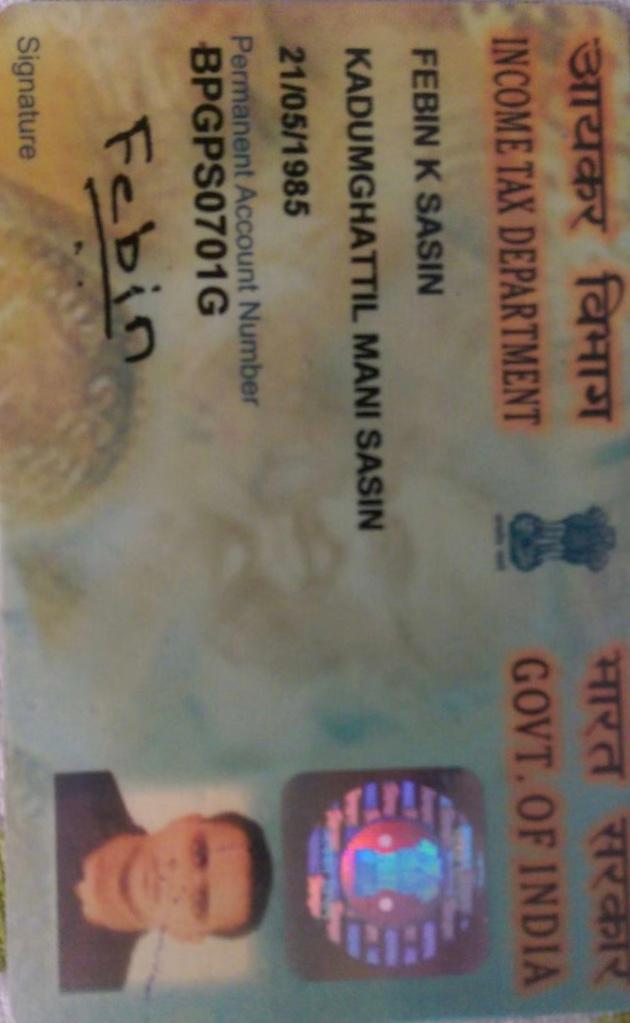 आयकर विभाग
INCOME TAX DEPARTMENT
भारत सरकार
GOVT. OF INDIA
FEBIN K SASIN
KADUMGHATTIL MANI SASIN
21/05/1985
Permanent Account Number
BPGPS0701G
Febin
Signature